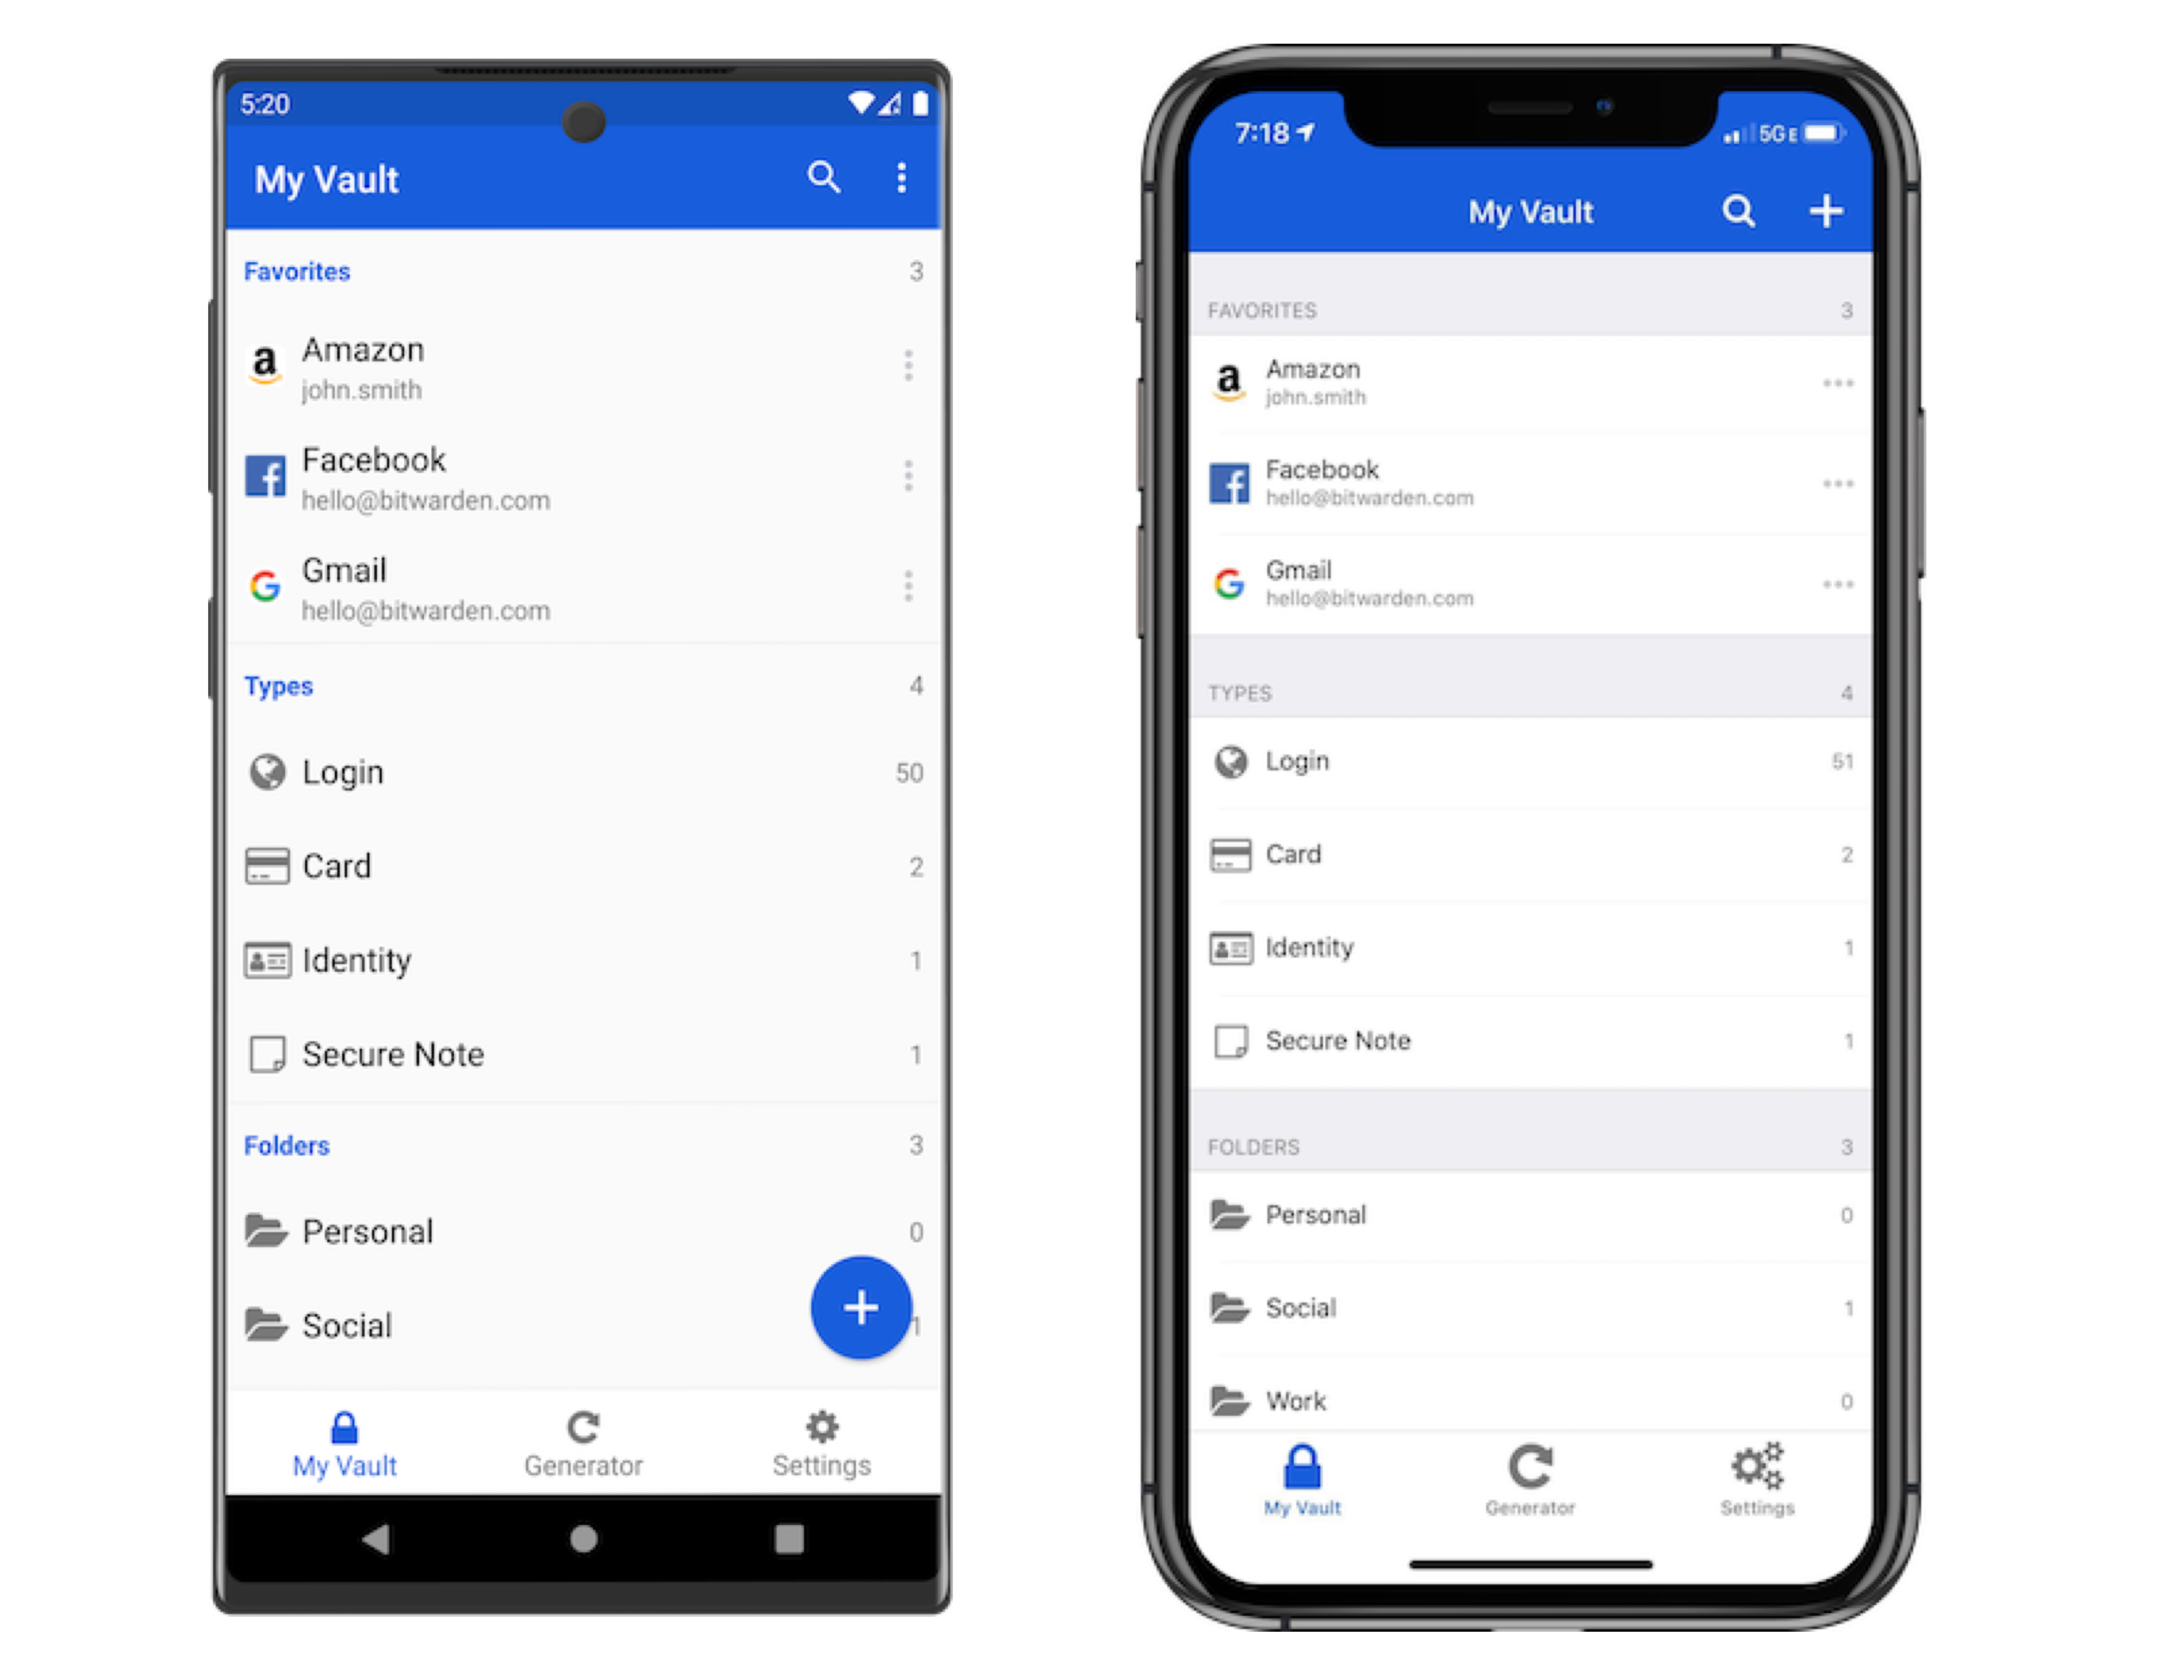 5:20
My Vault
Favorites 3
Amazon
john.smith
Facebook
hello@bitwarden.com
Gmail
hello@bitwarden.com
Types 4
Login 50
Card 2
Identity 1
Secure Note 1
Folders 3
Personal 0
Social 1
My Vault Generator Settings
7:18 5GE
My Vault
FAVORITES 3
Amazon
john.smith
Facebook
hello@bitwarden.com
Gmail
hello@bitwarden.com
TYPES 4
Login 51
Card 2
Identity 1
Secure Note 1
FOLDERS 3
Personal 0
Social 1
Work 0
My Vault Generator Settings